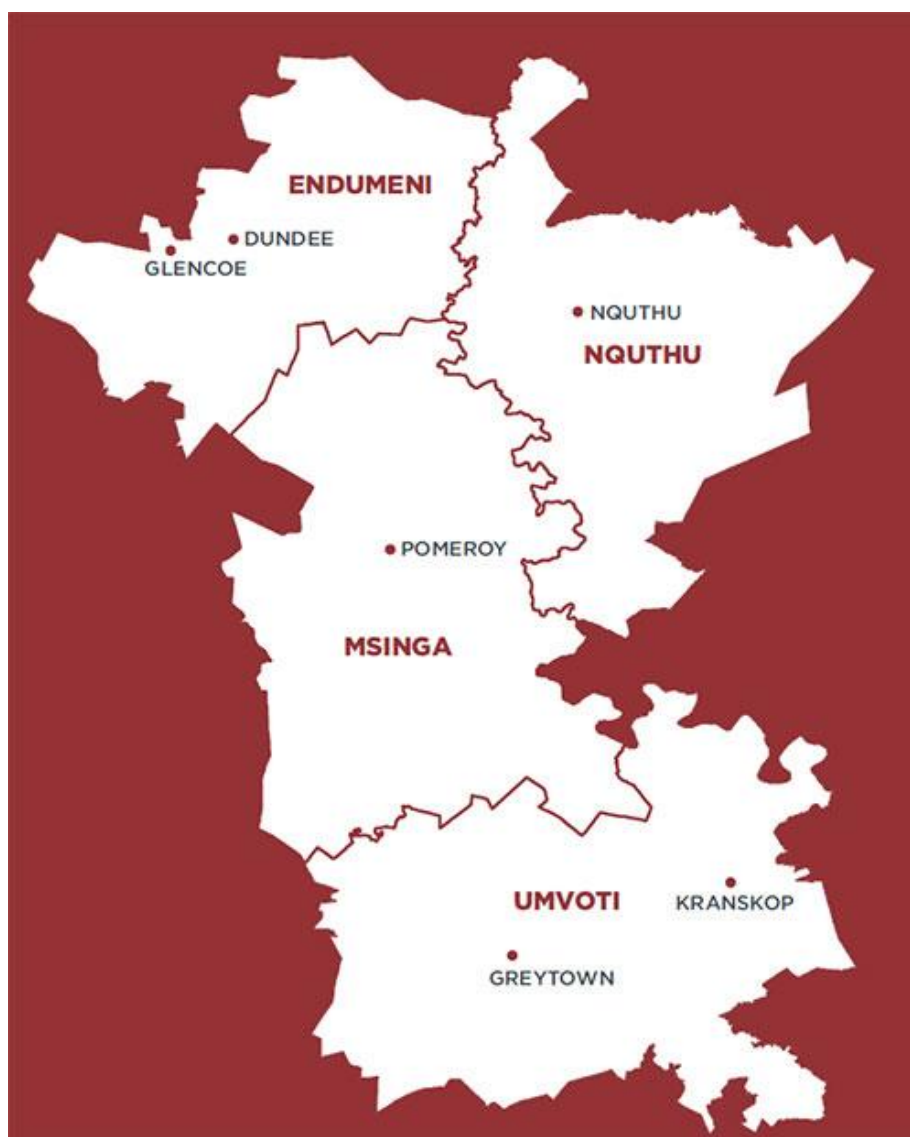 ENDUMENI
DUNDEE
GLENCOE
NQUTHU
NQUTHU
POMEROY
MSINGA
UMVOTI
KRANSKOP
GREYTOWN